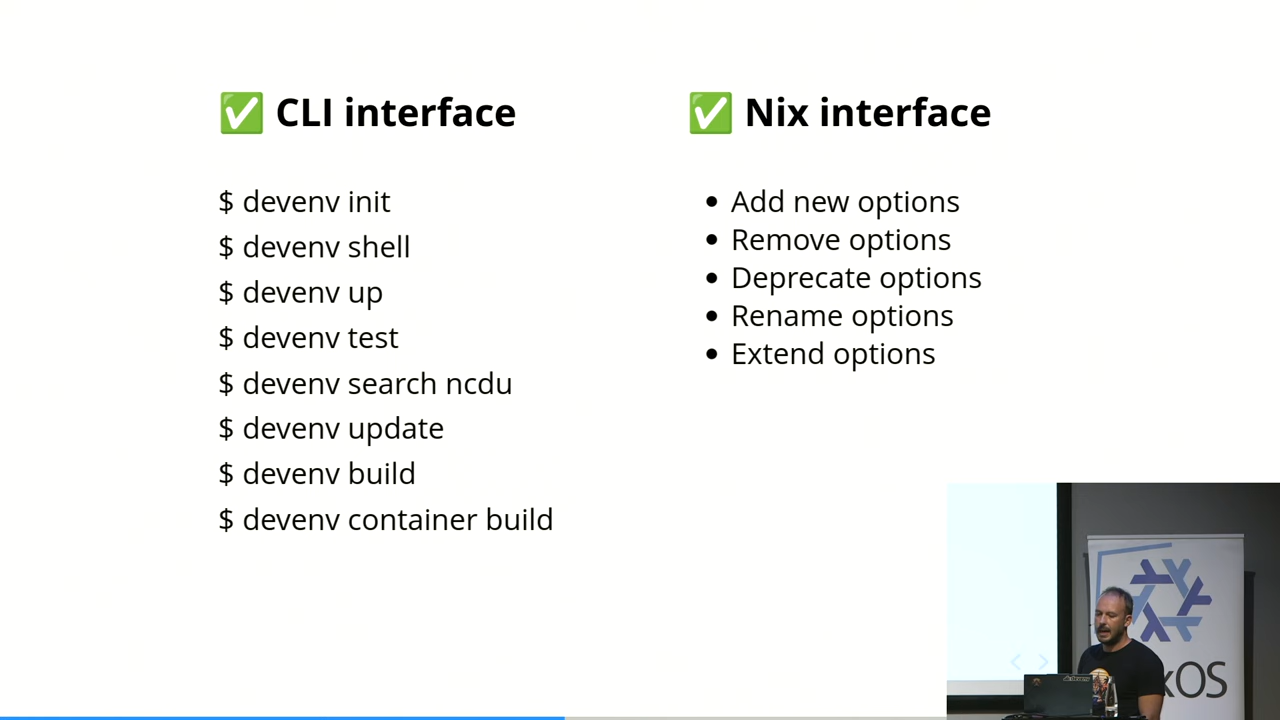 ✅ CLI interface
$ devenv init
$ devenv shell
$ devenv up
$ devenv test
$ devenv search ncdu
$ devenv update
$ devenv build
$ devenv container build
✅ Nix interface
• Add new options
• Remove options
• Deprecate options
• Rename options
• Extend options
xOS